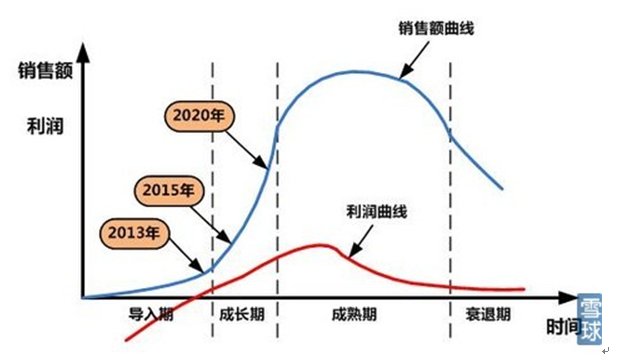 销售额曲线
销售额
利润
2020年
2015年
2013年
利润曲线
导入期
成长期
成熟期
衰退期
时间
雪球